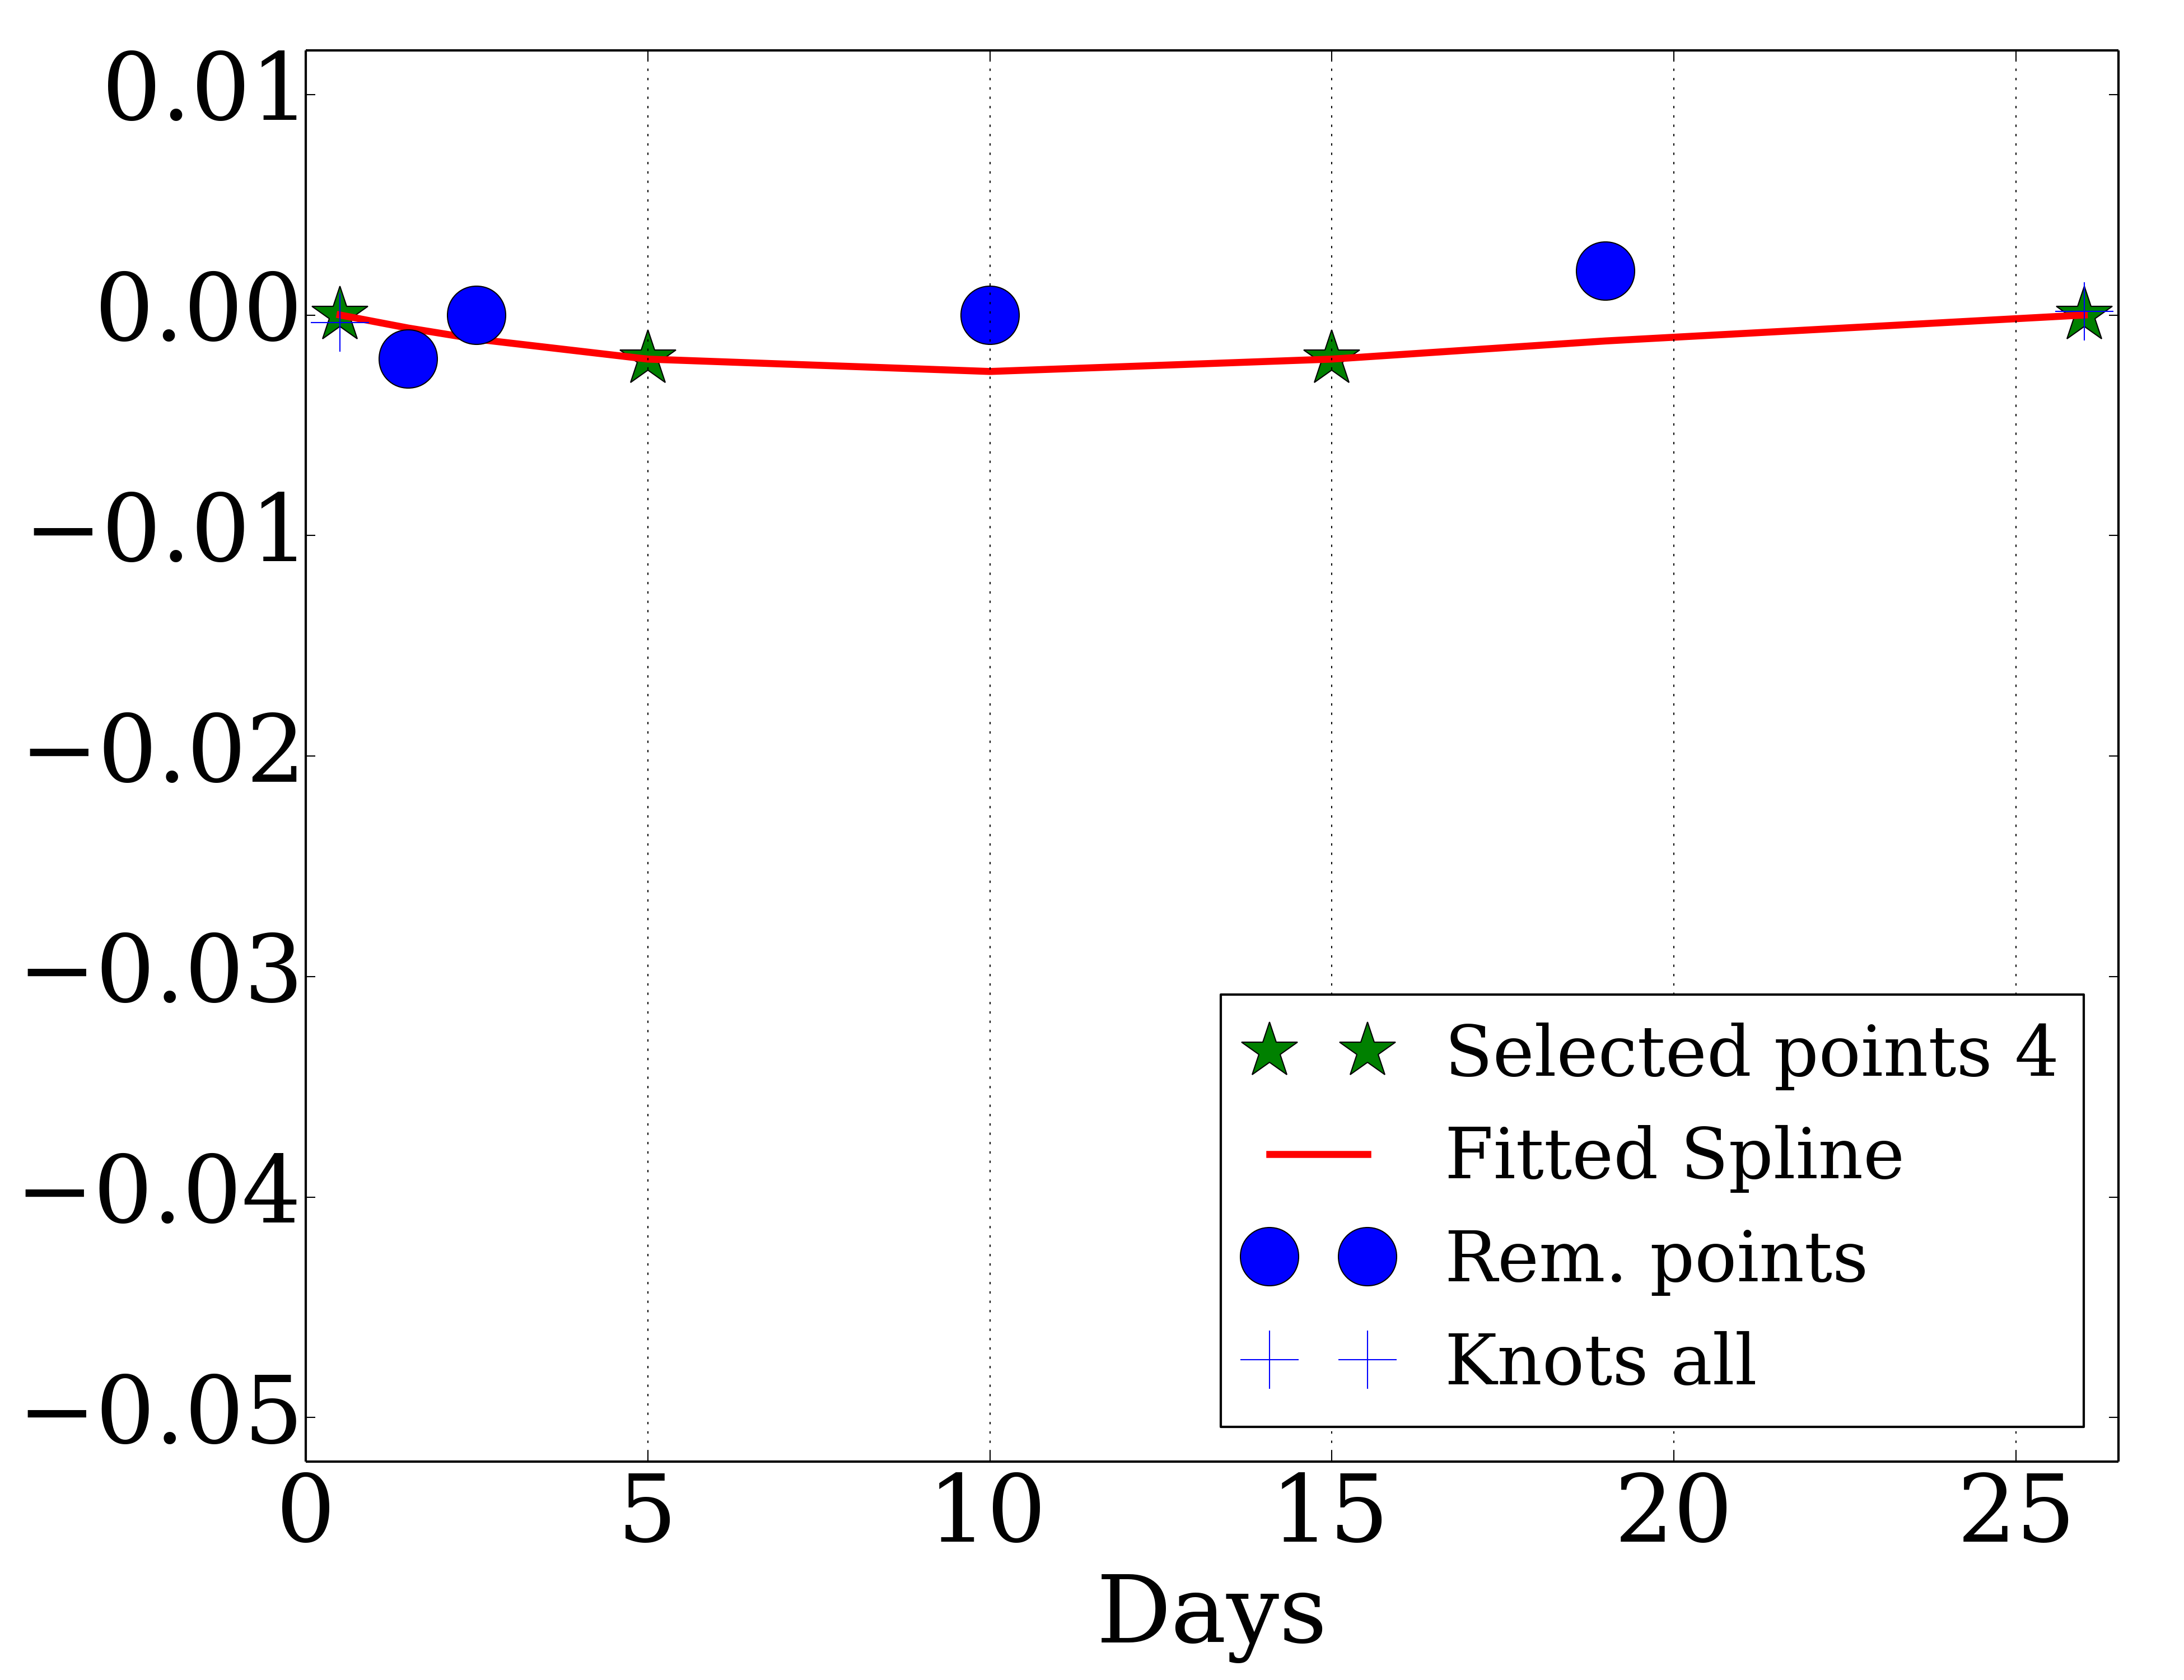 0.01
0.00
−0.01
−0.02
−0.03
−0.04
−0.05
0 5 10 15 20 25
Days
Selected points 4
Fitted Spline
Rem. points
Knots all